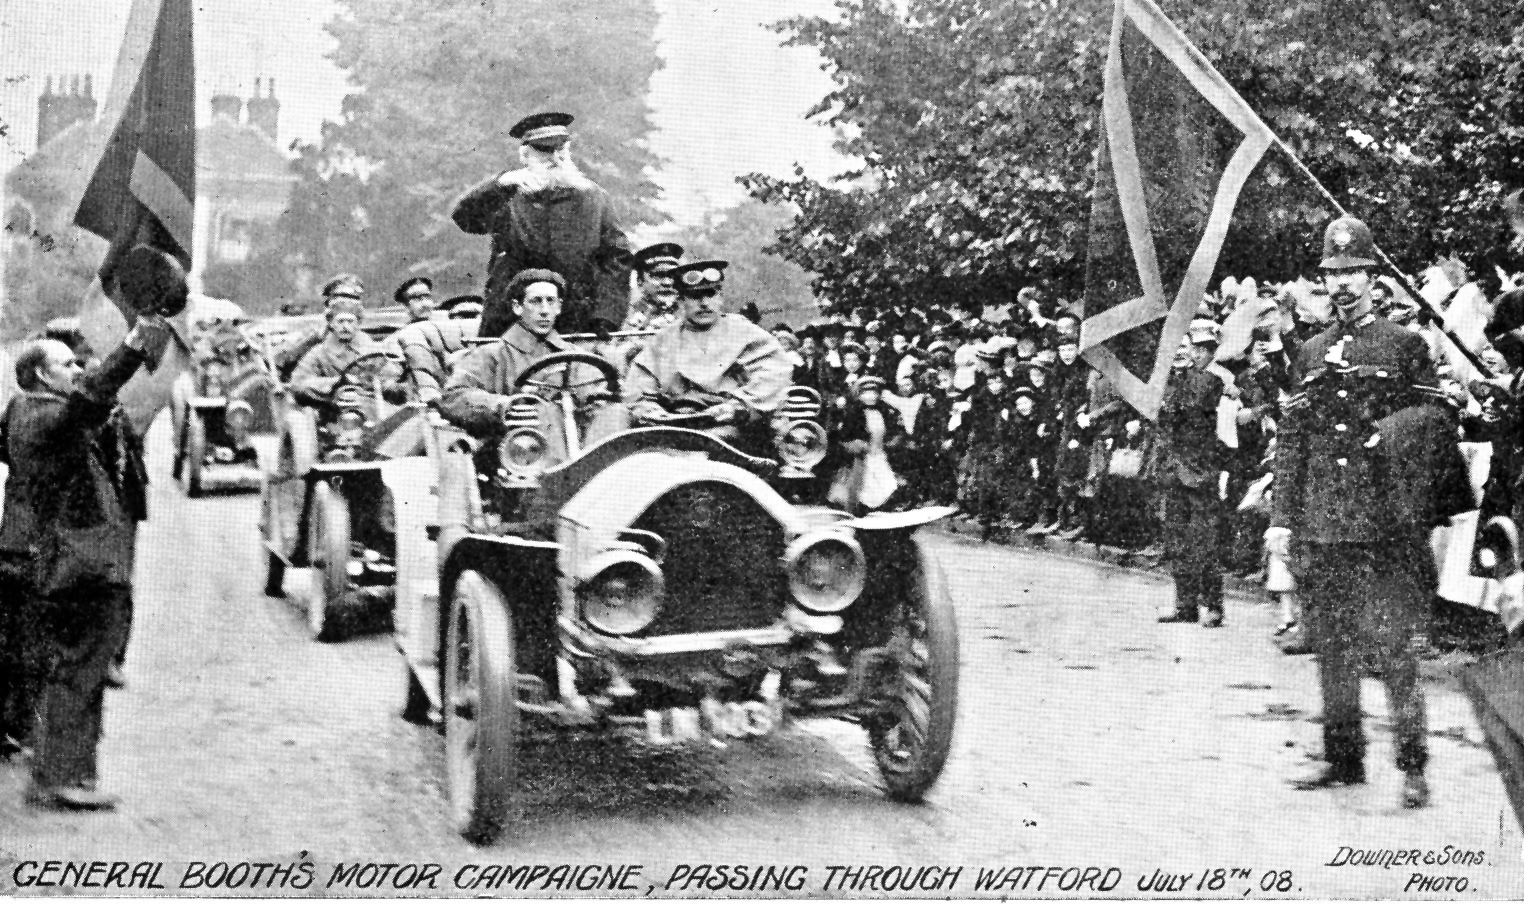 GENERAL BOOTH'S MOTOR CAMPAIGNE, PASSING THROUGH WATFORD JULY 18TH, 08.
DOWNER & SONS.
PHOTO.